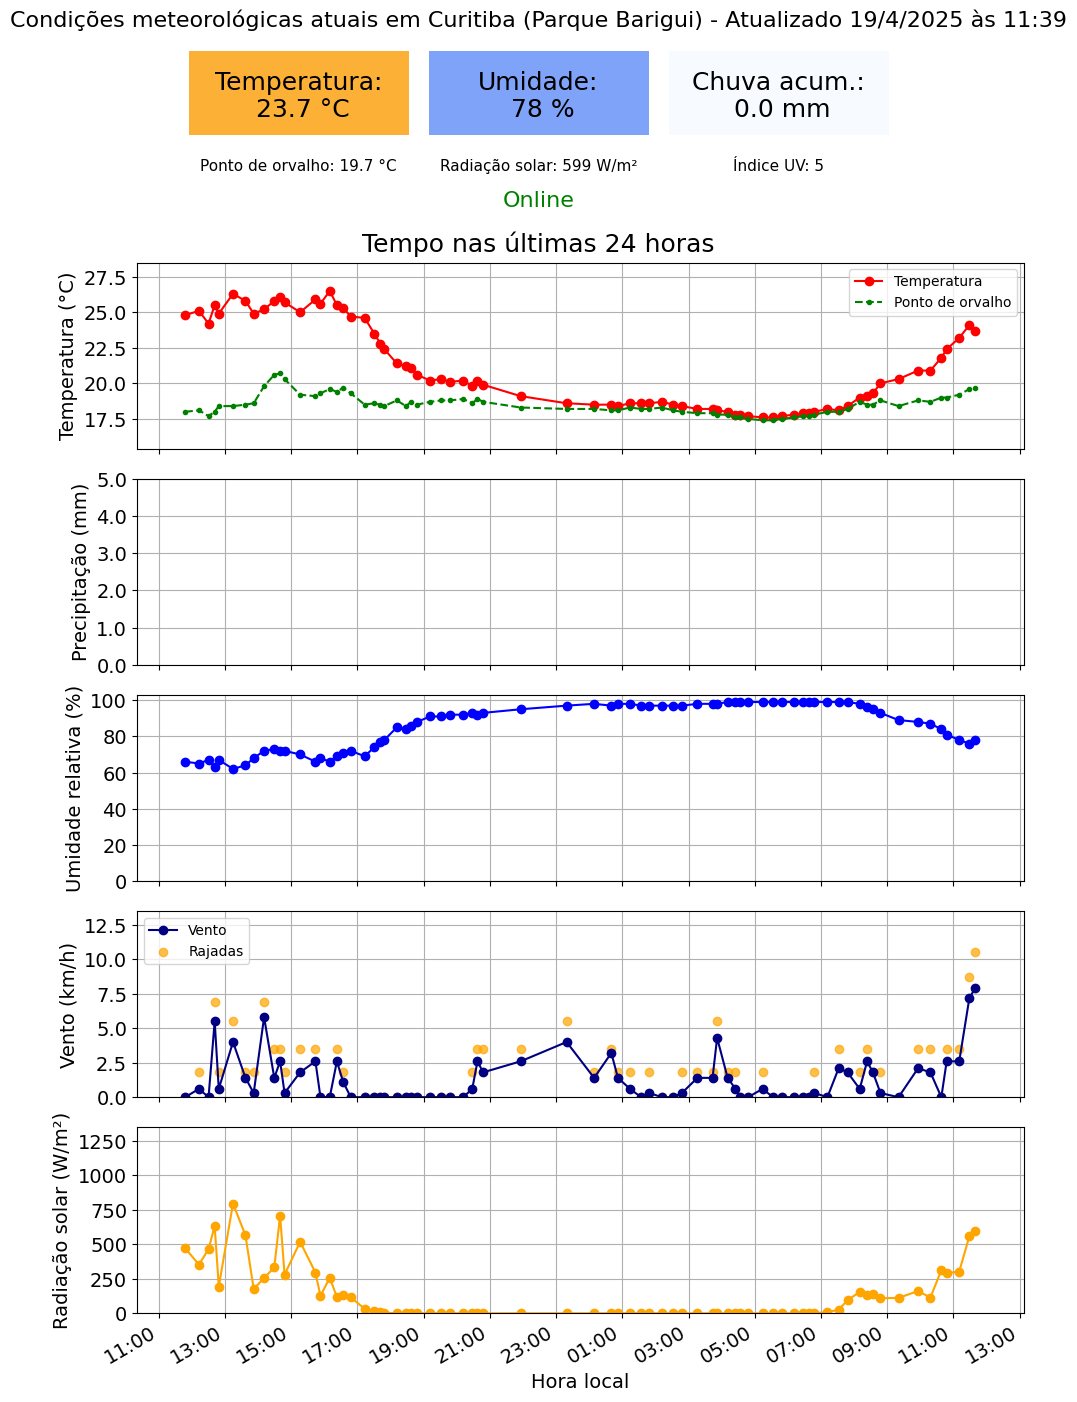 Condições meteorológicas atuais em Curitiba (Parque Barigui) - Atualizado 19/4/2025 às 11:39
Temperatura:
23.7 °C
Umidade:
78 %
Chuva acum.:
0.0 mm
Ponto de orvalho: 19.7 °C
Radiação solar: 599 W/m²
Índice UV: 5
Online
Tempo nas últimas 24 horas
Temperatura (°C)
27.5
25.0
22.5
20.0
17.5
Temperatura
Ponto de orvalho
Precipitação (mm)
5.0
4.0
3.0
2.0
1.0
0.0
Umidade relativa (%)
100
80
60
40
20
0
Vento (km/h)
12.5
10.0
7.5
5.0
2.5
0.0
Vento
Rajadas
Radiação solar (W/m²)
1250
1000
750
500
250
0
11:00
13:00
15:00
17:00
19:00
21:00
23:00
01:00
03:00
05:00
07:00
09:00
11:00
13:00
Hora local